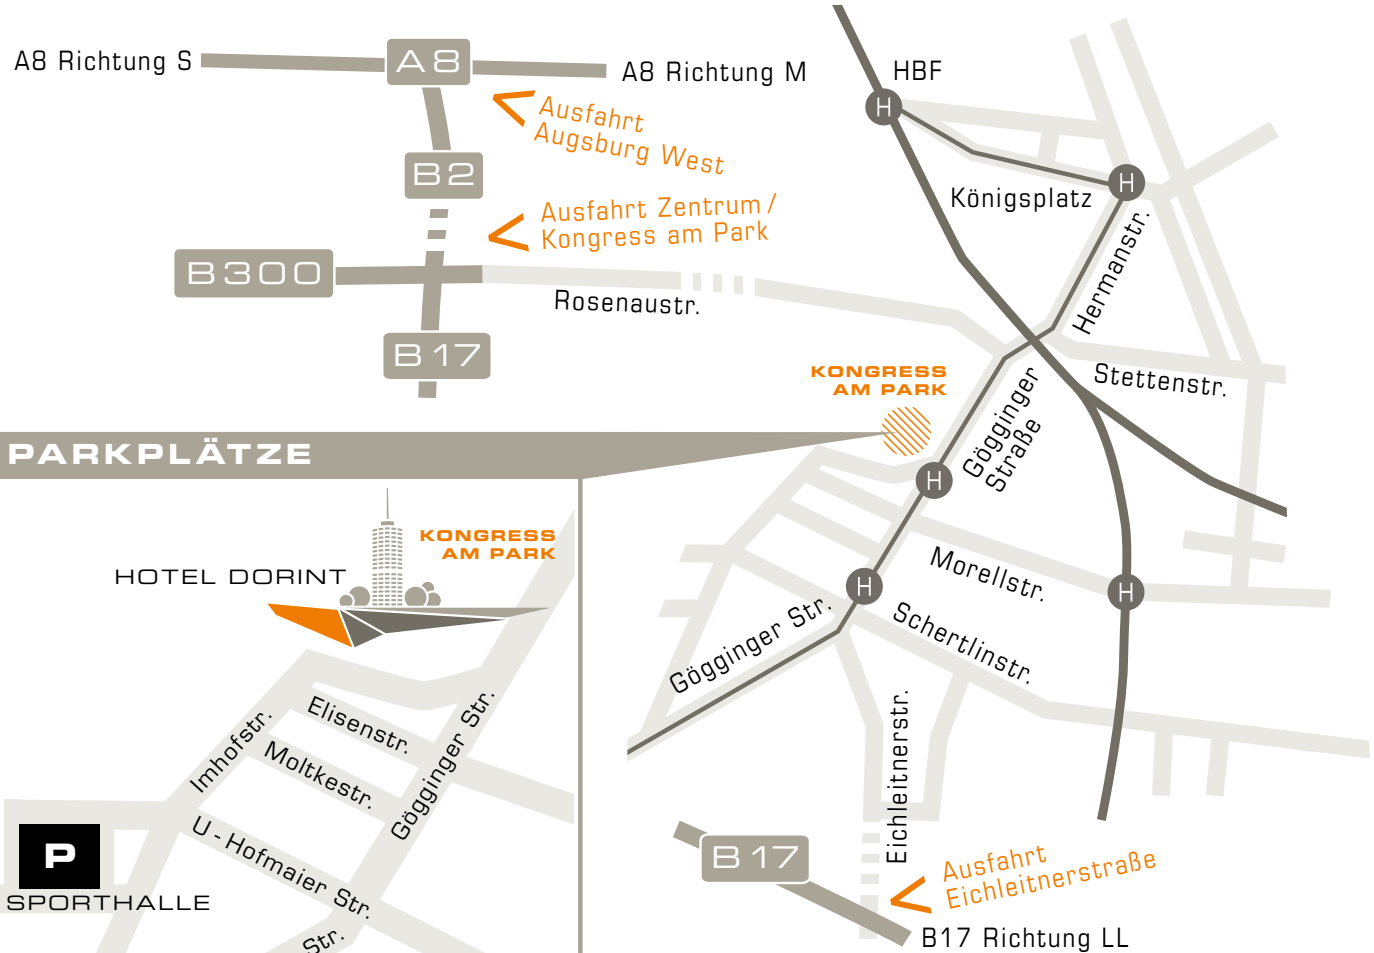 A8 Richtung S
A8
A8 Richtung M
Ausfahrt
Augsburg West
B2
Ausfahrt Zentrum /
Kongress am Park
B300
Rosenaustr.
B17
HBF
H
H
Königsplatz
Hermanstr.
Stettenstr.
KONGRESS
AM PARK
Gögginger
Straße
H
H
H
Morellstr.
Schertlinstr.
Gögginger Str.
Eichleitnerstr.
B17
Ausfahrt
Eichleitnerstraße
B17 Richtung LL
PARKPLÄTZE
KONGRESS
AM PARK
HOTEL DORINT
Imhofstr.
Elisenstr.
Moltkestr.
Gögginger Str.
U - Hofmaier Str.
Str.
P
SPORTHALLE